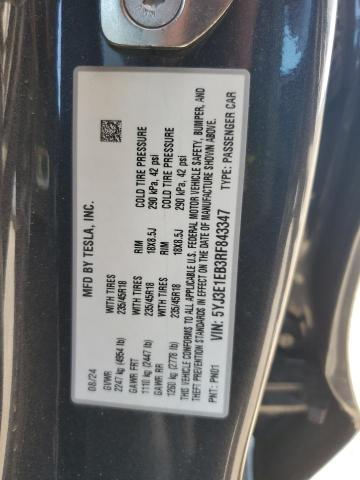 MFD BY TESLA, INC.
08/24
GVWR WITH TIRES RIM COLD TIRE PRESSURE
2247 kg (4954 lb) 235/45R18 18X8.5J 290 kPa, 42 psi
GAWR FRT WITH TIRES RIM COLD TIRE PRESSURE
1110 kg (2447 lb) 235/45R18 18X8.5J 290 kPa, 42 psi
GAWR RR
1260 kg (2778 lb) 235/45R18
THIS VEHICLE CONFORMS TO ALL APPLICABLE U.S. FEDERAL MOTOR VEHICLE SAFETY, BUMPER, AND
THEFT PREVENTION STANDARDS IN EFFECT ON THE DATE OF MANUFACTURE SHOWN ABOVE.
VIN: 5YJ3E1EB3RF843347 TYPE: PASSENGER CAR
PNT: PN01